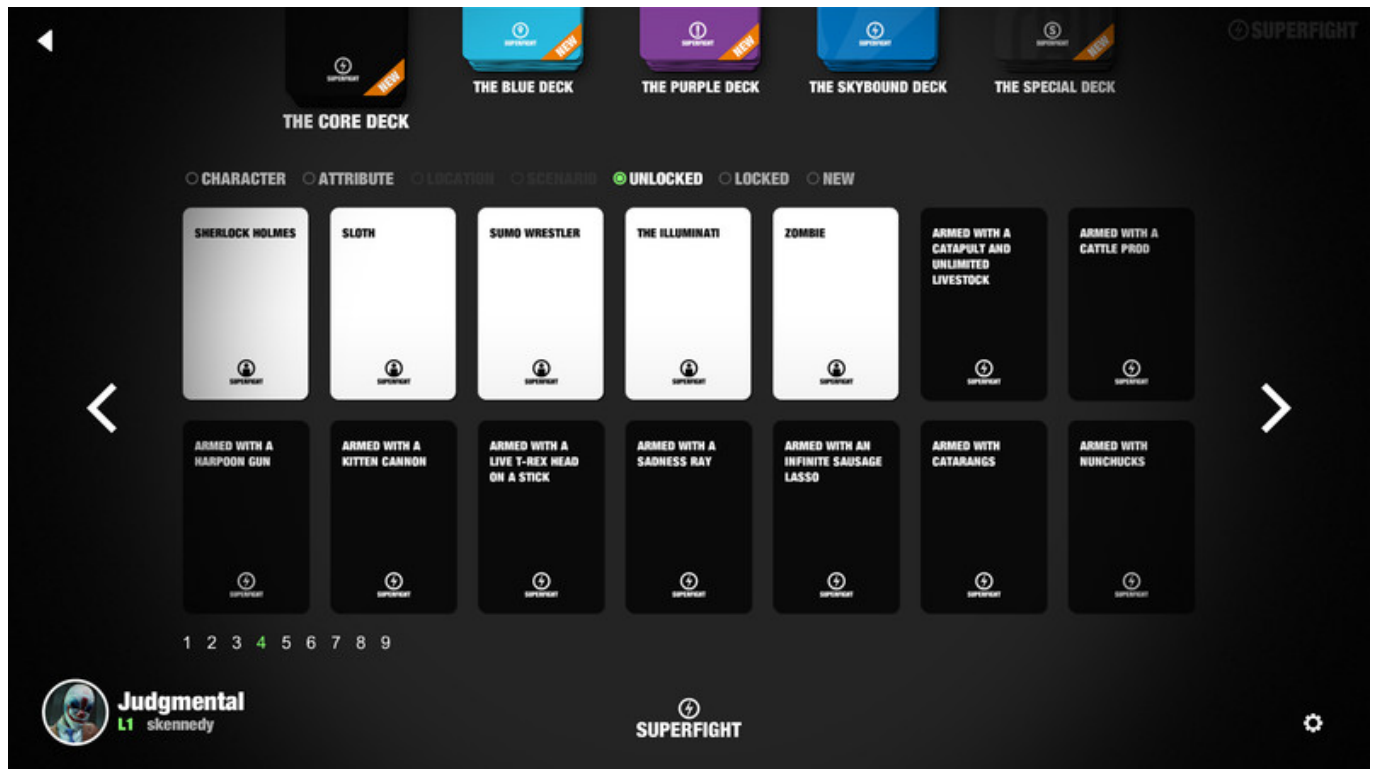 SUPERFIGHT
SUPERFIGHT
NEW
SUPERFIGHT
NEW
SUPERFIGHT
NEW
SUPERFIGHT
SUPERFIGHT
NEW
THE CORE DECK
THE BLUE DECK
THE PURPLE DECK
THE SKYBOUND DECK
THE SPECIAL DECK
CHARACTER
ATTRIBUTE
LOCATION
SCENARIO
UNLOCKED
LOCKED
NEW
SHERLOCK HOLMES
SUPERFIGHT
SLOTH
SUPERFIGHT
SUMO WRESTLER
SUPERFIGHT
THE ILLUMINATI
SUPERFIGHT
ZOMBIE
SUPERFIGHT
ARMED WITH A
CATAPULT AND
UNLIMITED
LIVESTOCK
SUPERFIGHT
ARMED WITH A
CATTLE PROD
SUPERFIGHT
ARMED WITH A
HARPOON GUN
SUPERFIGHT
ARMED WITH A
KITTEN CANNON
SUPERFIGHT
ARMED WITH A
LIVE T-REX HEAD
ON A STICK
SUPERFIGHT
ARMED WITH A
SADNESS RAY
SUPERFIGHT
ARMED WITH AN
INFINITE SAUSAGE
LASSO
SUPERFIGHT
ARMED WITH
CATARANGS
SUPERFIGHT
ARMED WITH
NUNCHUCKS
SUPERFIGHT
1 2 3 4 5 6 7 8 9
Judgmental
L1 skennedy
SUPERFIGHT